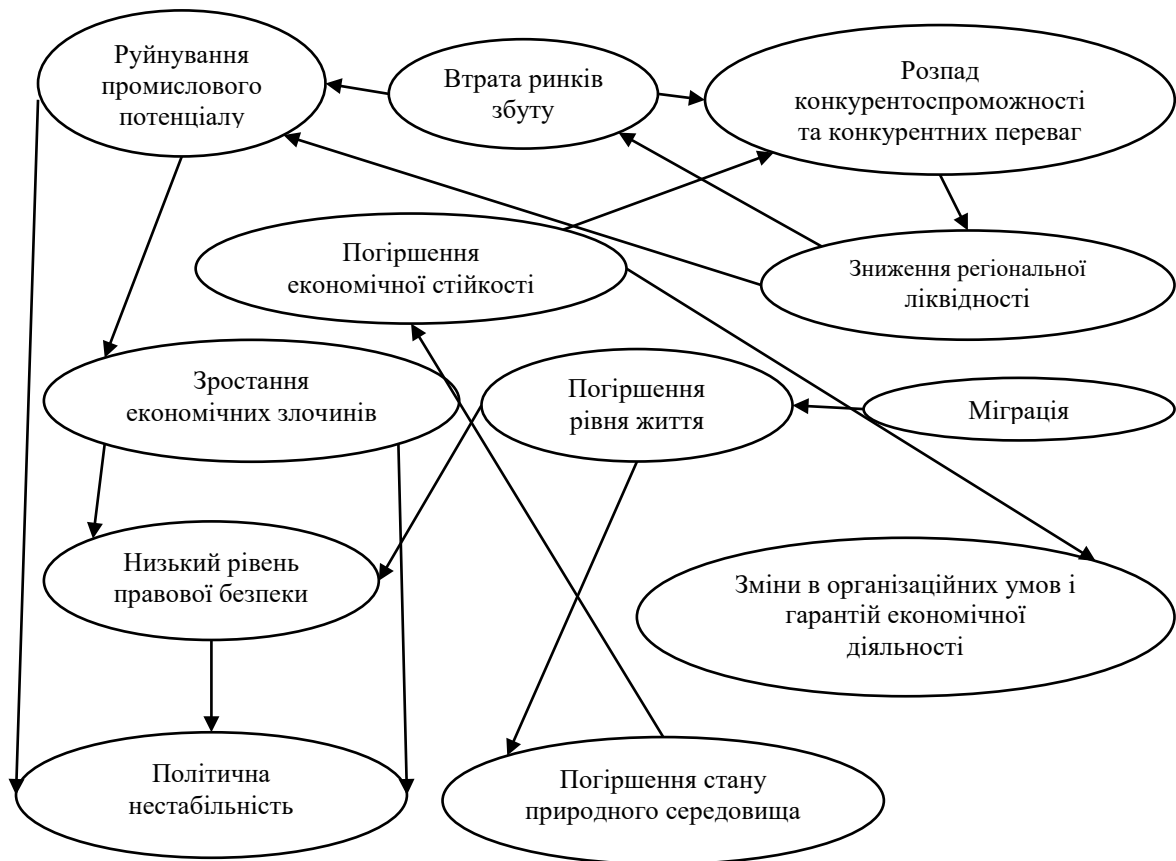 Руйнування
промислового
потенціалу
Втрата ринків
збуту
Розпад
конкурентоспроможності
та конкурентних переваг
Погіршення
економічної стійкості
Зниження регіональної
ліквідності
Зростання
економічних злочинів
Погіршення
рівня життя
Міграція
Низький рівень
правової безпеки
Зміни в організаційних умов і
гарантій економічної
діяльності
Політична
нестабільність
Погіршення стану
природного середовища